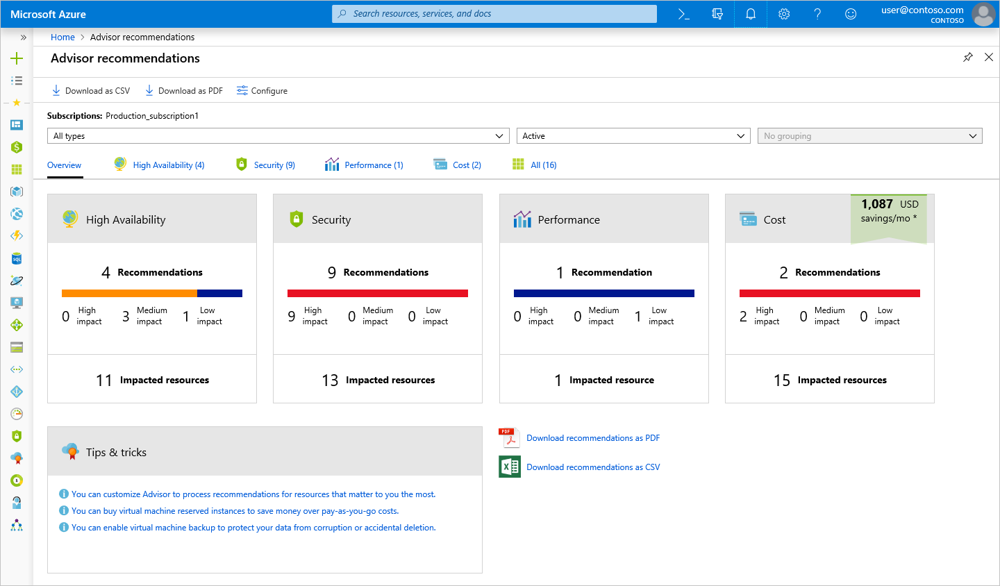 Microsoft Azure
Search resources, services, and docs
user@contoso.com
CONTOSO
Home > Advisor recommendations
Advisor recommendations
Download as CSV
Download as PDF
Configure
Subscriptions: Production_subscription1
All types
Active
No grouping
Overview
High Availability (4)
Security (9)
Performance (1)
Cost (2)
All (16)
High Availability
4 Recommendations
0 High impact
3 Medium impact
1 Low impact
11 Impacted resources
Security
9 Recommendations
9 High impact
0 Medium impact
0 Low impact
13 Impacted resources
Performance
1 Recommendation
0 High impact
0 Medium impact
1 Low impact
1 Impacted resource
Cost
1,087 USD
savings/mo *
2 Recommendations
2 High impact
0 Medium impact
0 Low impact
15 Impacted resources
Tips & tricks
You can customize Advisor to process recommendations for resources that matter to you the most.
You can buy virtual machine reserved instances to save money over pay-as-you-go costs.
You can enable virtual machine backup to protect your data from corruption or accidental deletion.
PDF
Download recommendations as PDF
Download recommendations as CSV
SQL